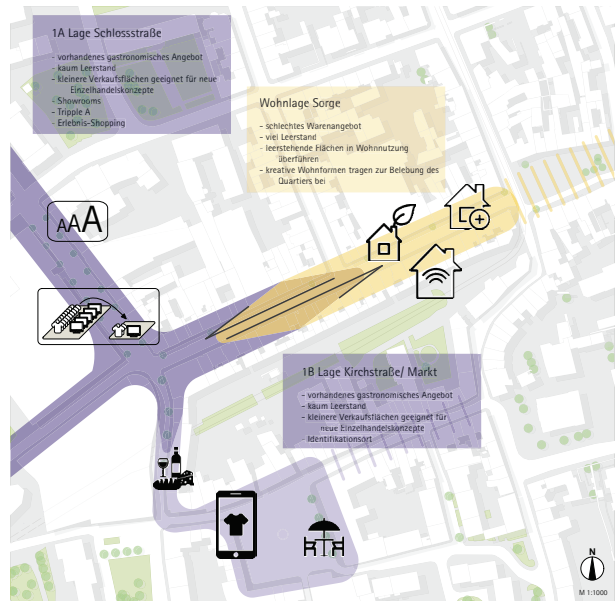 1A Lage Schlossstraße
- vorhandenes gastronomisches Angebot
- kaum Leerstand
- kleinere Verkaufsflächen geeignet für neue
Einzelhandelskonzepte
- Showrooms
- Tripple A
- Erlebnis-Shopping
Wohnlage Sorge
- schlechtes Warenangebot
- viel Leerstand
- leerstehende Flächen in Wohnnutzung
überführen
- kreative Wohnformen tragen zur Belebung des
Quartiers bei
AAA
1B Lage Kirchstraße/ Markt
- vorhandenes gastronomisches Angebot
- kaum Leerstand
- kleinere Verkaufsflächen geeignet für
neue Einzelhandelskonzepte
- Identifikationsort
N
M 1:1000